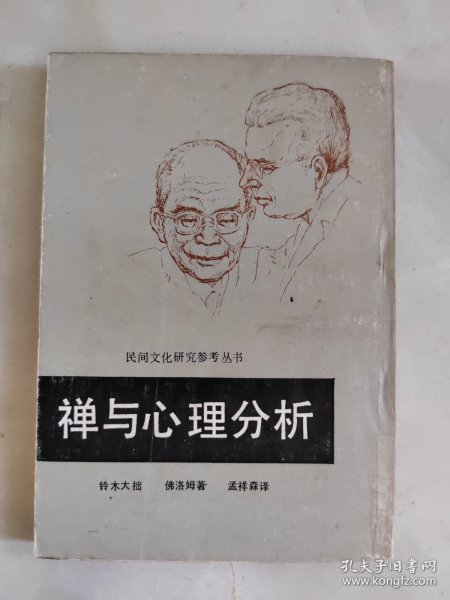 民间文化研究参考丛书
禅与心理分析
铃木大拙 佛洛姆著 孟祥森译
孔夫子旧书网
www.kongfz.com